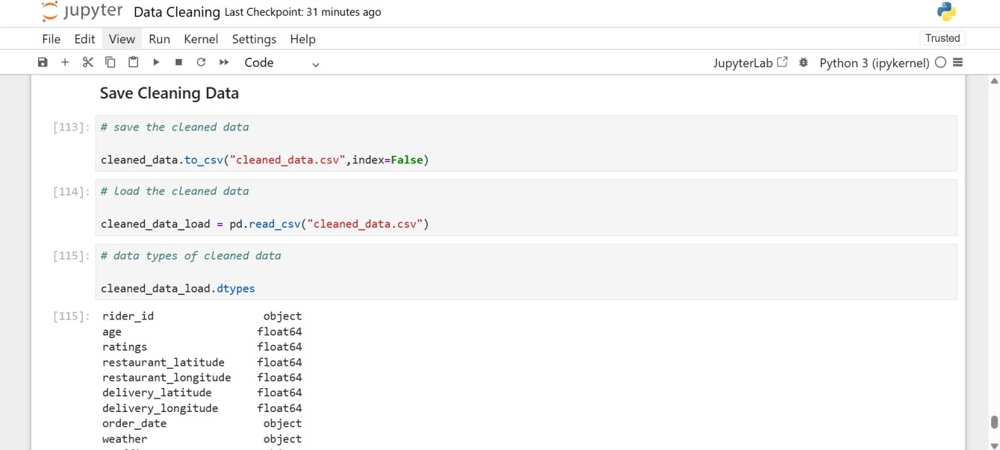 jupyter Data Cleaning Last Checkpoint: 31 minutes ago
File Edit View Run Kernel Settings Help Trusted
Code JupyterLab Python 3 (ipykernel)
Save Cleaning Data
[113]: # save the cleaned data
cleaned_data.to_csv("cleaned_data.csv",index=False)
[114]: # load the cleaned data
cleaned_data_load = pd.read_csv("cleaned_data.csv")
[115]: # data types of cleaned data
cleaned_data_load.dtypes
[115]: rider_id object
age float64
ratings float64
restaurant_latitude float64
restaurant_longitude float64
delivery_latitude float64
delivery_longitude float64
order_date object
weather object